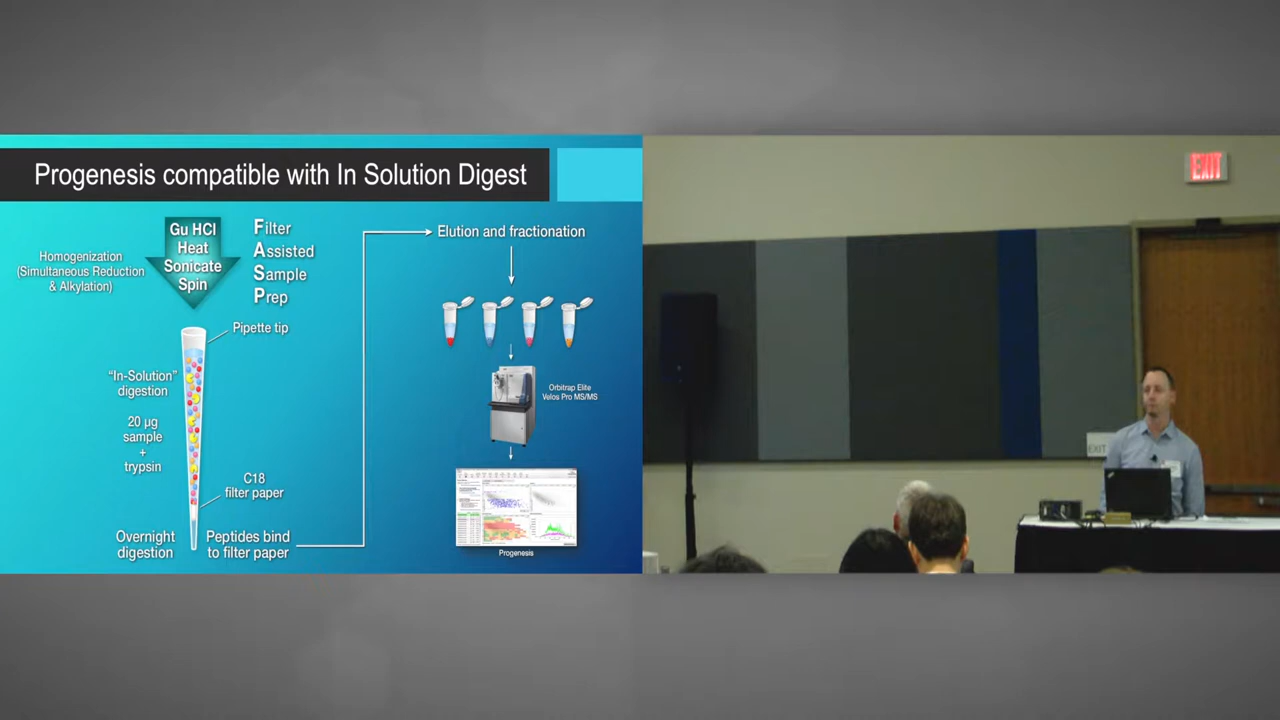 Progenesis compatible with In Solution Digest
Gu HCl
Heat
Sonicate
Spin
Filter
Assisted
Sample
Prep
Homogenization
(Simultaneous Reduction
& Alkylation)
Pipette tip
"In-Solution"
digestion
20 µg
sample
+
trypsin
C18
filter paper
Overnight
digestion
Peptides bind
to filter paper
Elution and fractionation
Orbitrap Elite
Velos Pro MS/MS
Progenesis
EXIT
EXIT